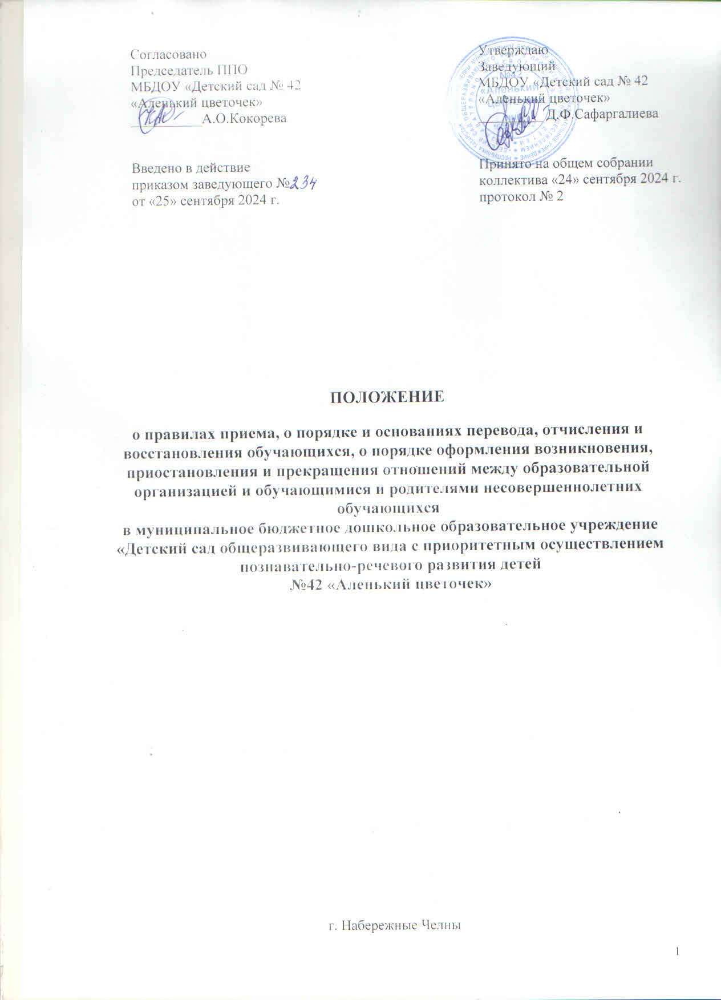 Согласовано
Председатель ППО
МБДОУ «Детский сад № 42
«Аленький цветочек»
____________А.О.Кокорева
Введено в действие
приказом заведующего №234
от «25» сентября 2024 г.
Утверждаю
Заведующий
МБДОУ «Детский сад № 42
«Аленький цветочек»
____________Д.Ф.Сафаргалиева
Принято на общем собрании
коллектива «24» сентября 2024 г.
протокол № 2
ПОЛОЖЕНИЕ
о правилах приема, о порядке и основаниях перевода, отчисления и
восстановления обучающихся, о порядке оформления возникновения,
приостановления и прекращения отношений между образовательной
организацией и обучающимися и родителями несовершеннолетних
обучающихся
в муниципальное бюджетное дошкольное образовательное учреждение
«Детский сад общеразвивающего вида с приоритетным осуществлением
познавательно-речевого развития детей
№42 «Аленький цветочек»
г. Набережные Челны
1